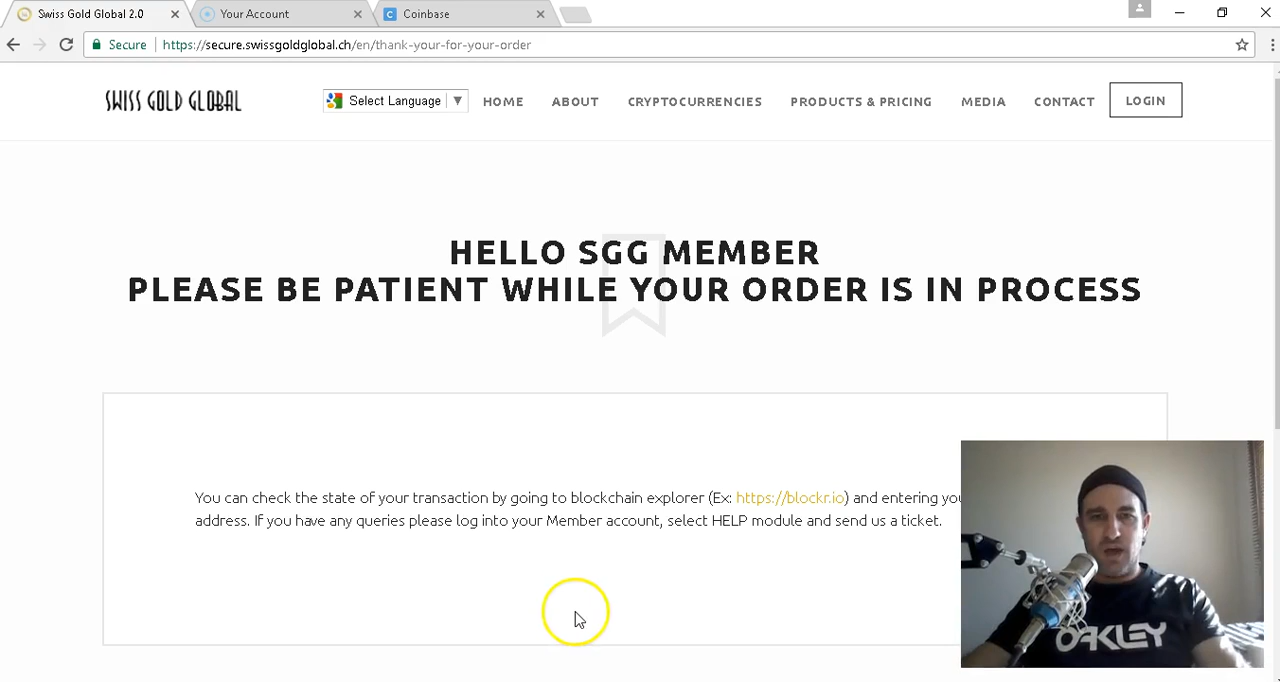 Swiss Gold Global 2.0
Your Account
Coinbase
Secure
https://secure.swissgoldglobal.ch/en/thank-your-for-your-order
SWISS GOLD GLOBAL
Select Language
HOME
ABOUT
CRYPTOCURRENCIES
PRODUCTS & PRICING
MEDIA
CONTACT
LOGIN
HELLO SGG MEMBER
PLEASE BE PATIENT WHILE YOUR ORDER IS IN PROCESS
You can check the state of your transaction by going to blockchain explorer (Ex: https://blockr.io) and entering
address. If you have any queries please log into your Member account, select HELP module and send us a ticket.
OAKLEY